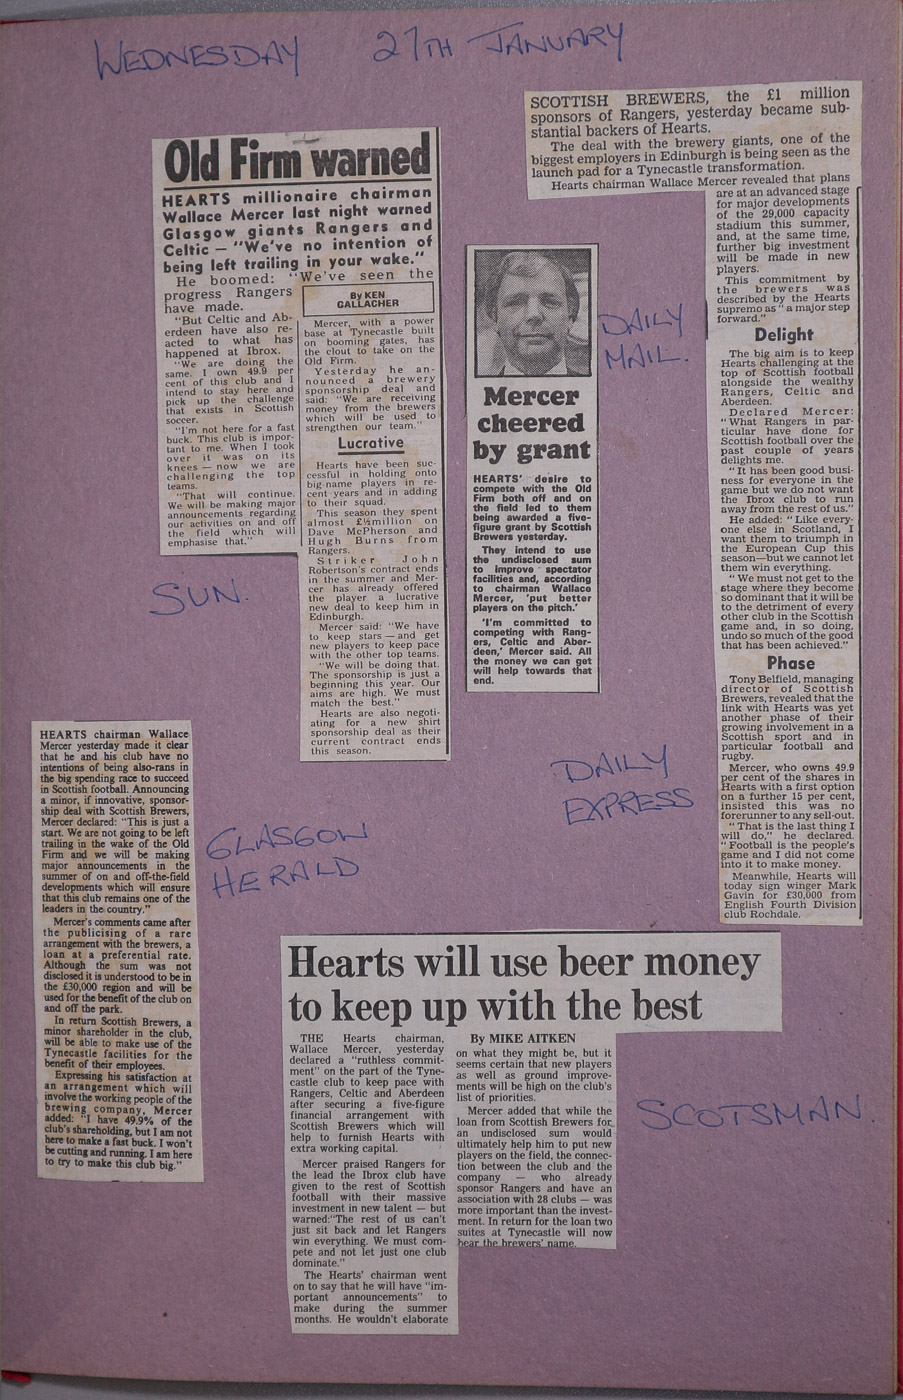 WEDNESDAY 27TH JANUARY
Old Firm warned
HEARTS millionaire chairman
Wallace Mercer last night warned
Glasgow giants Rangers and
Celtic — "We've no intention of
being left trailing in your wake."
He boomed: "We've seen the
progress Rangers
have made.
"But Celtic and Ab-
erdeen have also re-
acted to what has
happened at Ibrox.
"We are doing the
same. I own 49.9 per
cent of this club and I
intend to stay here and
pick up the challenge
that exists in Scottish
soccer.
"I'm not here for a fast
buck. This club is impor-
tant to me. When I took
over it was on its
knees — now we are
challenging the top
teams.
"That will continue.
We will be making major
announcements regarding
our activities on and off
the field which will
emphasise that."
By KEN
GALLACHER
Mercer, with a power
base at Tynecastle built
on booming gates, has
the clout to take on the
Old Firm.
Yesterday he an-
nounced a brewery
sponsorship deal and
said: "We are receiving
money from the brewers
which will be used to
strengthen our team."
Lucrative
Hearts have been suc-
cessful in holding onto
big-name players in re-
cent years and in adding
to their squad.
This season they spent
almost £½million on
Dave McPherson and
Hugh Burns from
Rangers.
Striker John
Robertson's contract ends
in the summer and Mer-
cer has already offered
the player a lucrative
new deal to keep him in
Edinburgh.
Mercer said: "We have
to keep stars — and get
new players to keep pace
with the other top teams.
"We will be doing that.
The sponsorship is just a
beginning this year. Our
aims are high. We must
match the best."
Hearts are also negoti-
ating for a new shirt
sponsorship deal as their
current contract ends
this season.
SUN.
Mercer
cheered
by grant
HEARTS' desire to
compete with the Old
Firm both off and on
the field led to them
being awarded a five-
figure grant by Scottish
Brewers yesterday.
They intend to use
the undisclosed sum
to improve spectator
facilities and, according
to chairman Wallace
Mercer, 'put better
players on the pitch.'
'I'm committed to
competing with Rang-
ers, Celtic and Aber-
deen,' Mercer said. All
the money we can get
will help towards that
end.
DAILY
MAIL.
SCOTTISH BREWERS, the £1 million
sponsors of Rangers, yesterday became sub-
stantial backers of Hearts.
The deal with the brewery giants, one of the
biggest employers in Edinburgh is being seen as the
launch pad for a Tynecastle transformation.
Hearts chairman Wallace Mercer revealed that plans
are at an advanced stage
for major developments
of the 29,000 capacity
stadium this summer,
and, at the same time,
further big investment
will be made in new
players.
This commitment by
the brewers was
described by the Hearts
supremo as " a major step
forward."
Delight
The big aim is to keep
Hearts challenging at the
top of Scottish football
alongside the wealthy
Rangers, Celtic and
Aberdeen.
Declared Mercer:
" What Rangers in par-
ticular have done for
Scottish football over the
past couple of years
delights me.
" It has been good busi-
ness for everyone in the
game but we do not want
the Ibrox club to run
away from the rest of us."
He added: " Like every-
one else in Scotland, I
want them to triumph in
the European Cup this
season—but we cannot let
them win everything.
" We must not get to the
stage where they become
so dominant that it will be
to the detriment of every
other club in the Scottish
game and, in so doing,
undo so much of the good
that has been achieved."
Phase
Tony Belfield, managing
director of Scottish
Brewers, revealed that the
link with Hearts was yet
another phase of their
growing involvement in a
Scottish sport and in
particular football and
rugby.
Mercer, who owns 49.9
per cent of the shares in
Hearts with a first option
on a further 15 per cent,
insisted this was no
forerunner to any sell-out.
" That is the last thing I
will do," he declared.
" Football is the people's
game and I did not come
into it to make money.
Meanwhile, Hearts will
today sign winger Mark
Gavin for £30,000 from
English Fourth Division
club Rochdale.
DAILY
EXPRESS
HEARTS chairman Wallace
Mercer yesterday made it clear
that he and his club have no
intentions of being also-rans in
the big spending race to succeed
in Scottish football. Announcing
a minor, if innovative, sponsor-
ship deal with Scottish Brewers,
Mercer declared: "This is just a
start. We are not going to be left
trailing in the wake of the Old
Firm and we will be making
major announcements in the
summer of on and off-the-field
developments which will ensure
that this club remains one of the
leaders in the country."
Mercer's comments came after
the publicising of a rare
arrangement with the brewers, a
loan at a preferential rate.
Although the sum was not
disclosed it is understood to be in
the £30,000 region and will be
used for the benefit of the club on
and off the park.
In return Scottish Brewers, a
minor shareholder in the club,
will be able to make use of the
Tynecastle facilities for the
benefit of their employees.
Expressing his satisfaction at
an arrangement which will
involve the working people of the
brewing company, Mercer
added: "I have 49.9% of the
club's shareholding, but I am not
here to make a fast buck. I won't
be cutting and running. I am here
to try to make this club big."
GLASGOW
HERALD
Hearts will use beer money
to keep up with the best
THE Hearts chairman,
Wallace Mercer, yesterday
declared a "ruthless commit-
ment" on the part of the Tyne-
castle club to keep pace with
Rangers, Celtic and Aberdeen
after securing a five-figure
financial arrangement with
Scottish Brewers which will
help to furnish Hearts with
extra working capital.
Mercer praised Rangers for
the lead the Ibrox club have
given to the rest of Scottish
football with their massive
investment in new talent — but
warned:"The rest of us can't
just sit back and let Rangers
win everything. We must com-
pete and not let just one club
dominate."
The Hearts' chairman went
on to say that he will have "im-
portant announcements" to
make during the summer
months. He wouldn't elaborate
By MIKE AITKEN
on what they might be, but it
seems certain that new players
as well as ground improve-
ments will be high on the club's
list of priorities.
Mercer added that while the
loan from Scottish Brewers for
an undisclosed sum would
ultimately help him to put new
players on the field, the connec-
tion between the club and the
company — who already
sponsor Rangers and have an
association with 28 clubs — was
more important than the invest-
ment. In return for the loan two
suites at Tynecastle will now
bear the brewers' name.
SCOTSMAN.